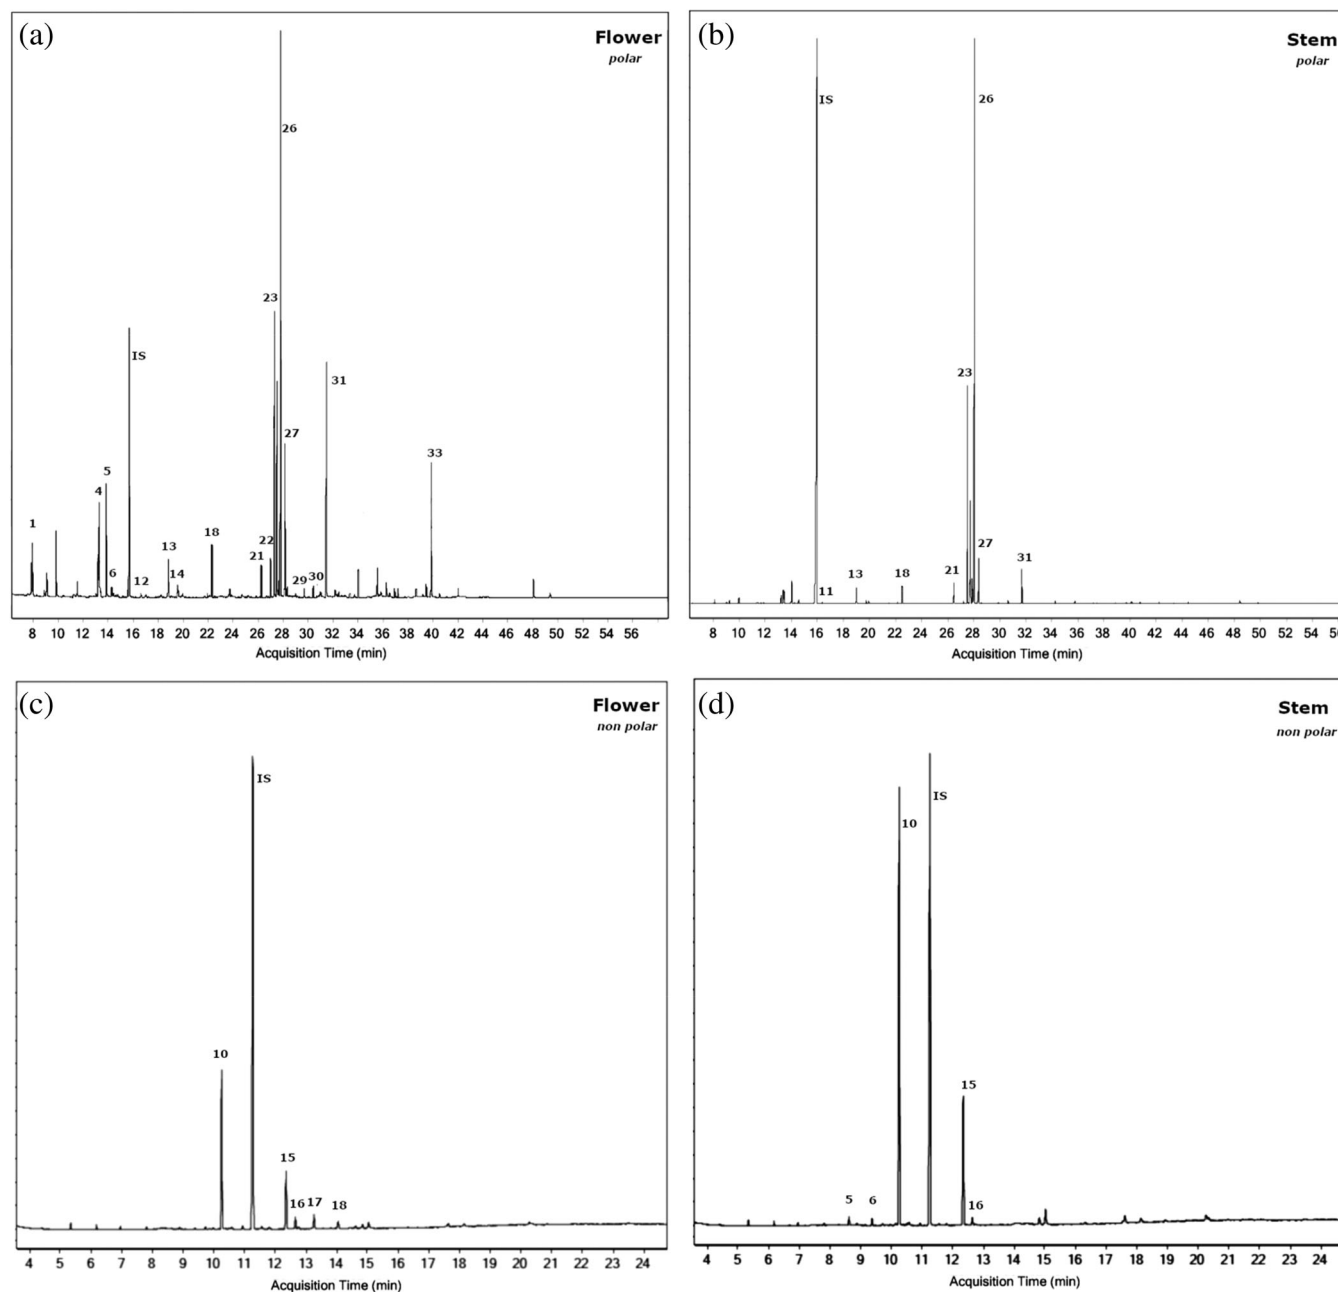 (a)
Flower
polar
26
23
IS
31
27
33
5
4
1
13
18
22
21
6
12
14
29
30
8 10 12 14 16 18 20 22 24 26 28 30 32 34 36 38 40 42 44 46 48 50 52 54 56
Acquisition Time (min)
(b)
Stem
polar
IS
26
23
27
31
21
13
18
11
8 10 12 14 16 18 20 22 24 26 28 30 32 34 36 38 40 42 44 46 48 50 52 54
Acquisition Time (min)
(c)
Flower
non polar
IS
10
15
16
17
18
4 5 6 7 8 9 10 11 12 13 14 15 16 17 18 19 20 21 22 23 24
Acquisition Time (min)
(d)
Stem
non polar
IS
10
15
5
6
16
4 5 6 7 8 9 10 11 12 13 14 15 16 17 18 19 20 21 22 23 24
Acquisition Time (min)